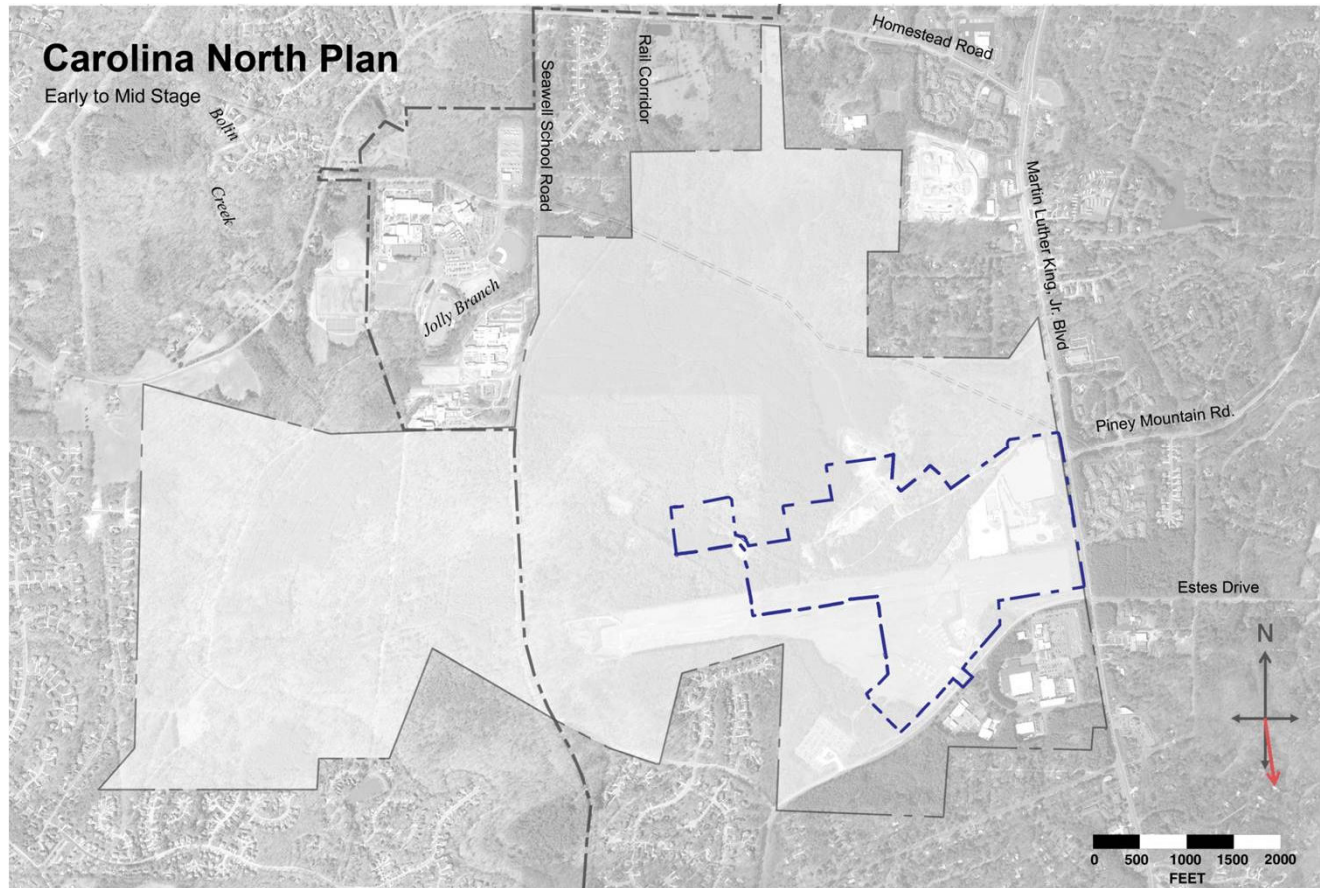 Carolina North Plan
Early to Mid Stage
Homestead Road
Bolin
Creek
Seawell School Road
Rail Corridor
Jolly Branch
Martin Luther King, Jr. Blvd
Piney Mountain Rd.
Estes Drive
N
0 500 1000 1500 2000
FEET